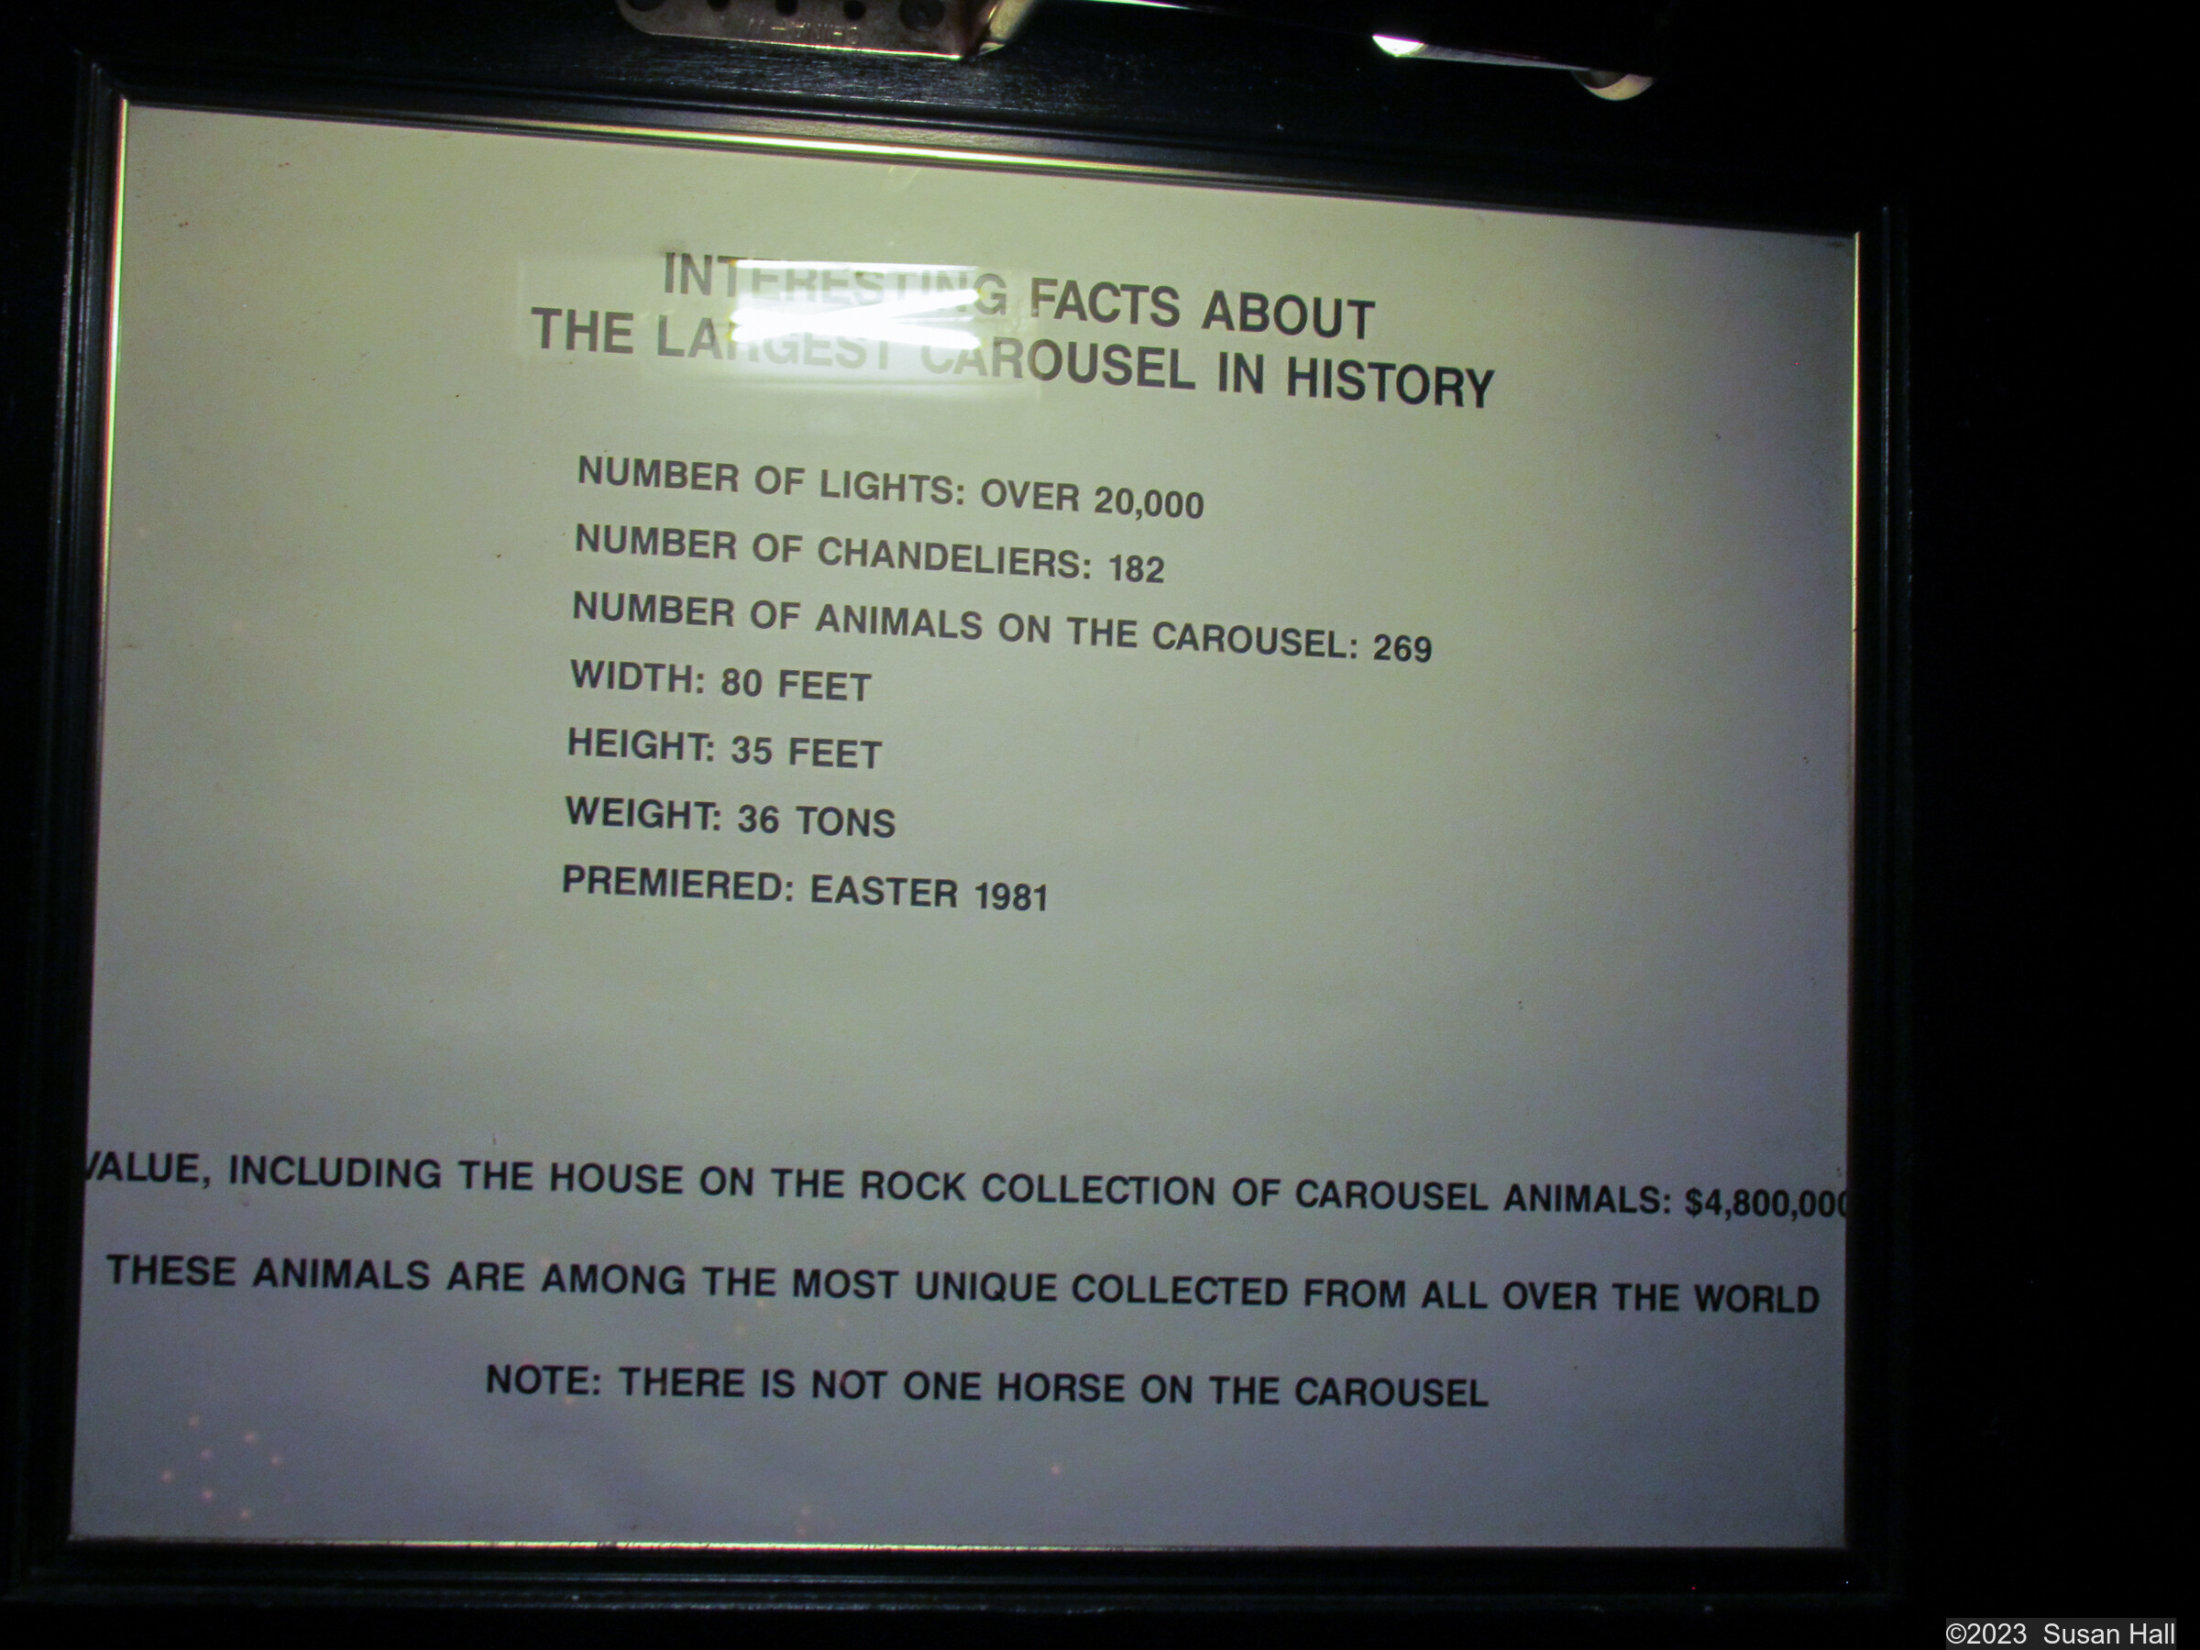 INTERESTING FACTS ABOUT
THE LARGEST CAROUSEL IN HISTORY
NUMBER OF LIGHTS: OVER 20,000
NUMBER OF CHANDELIERS: 182
NUMBER OF ANIMALS ON THE CAROUSEL: 269
WIDTH: 80 FEET
HEIGHT: 35 FEET
WEIGHT: 36 TONS
PREMIERED: EASTER 1981
VALUE, INCLUDING THE HOUSE ON THE ROCK COLLECTION OF CAROUSEL ANIMALS: $4,800,000
THESE ANIMALS ARE AMONG THE MOST UNIQUE COLLECTED FROM ALL OVER THE WORLD
NOTE: THERE IS NOT ONE HORSE ON THE CAROUSEL
©2023 Susan Hall